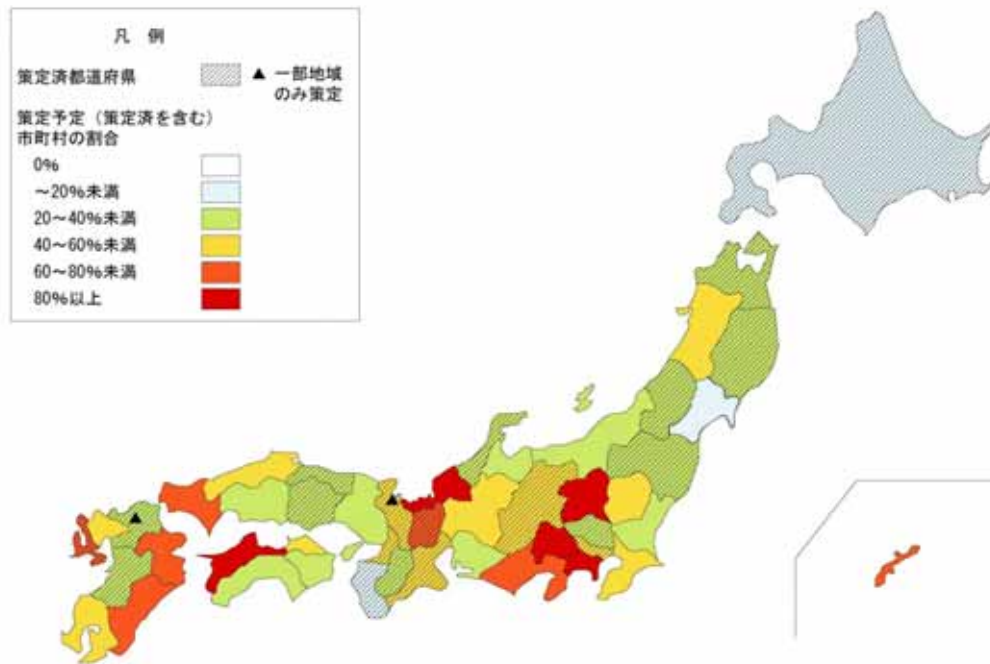 凡 例
策定済都道府県
▲ 一部地域
のみ策定
策定予定（策定済を含む）
市町村の割合
0%
～20%未満
20～40%未満
40～60%未満
60～80%未満
80%以上